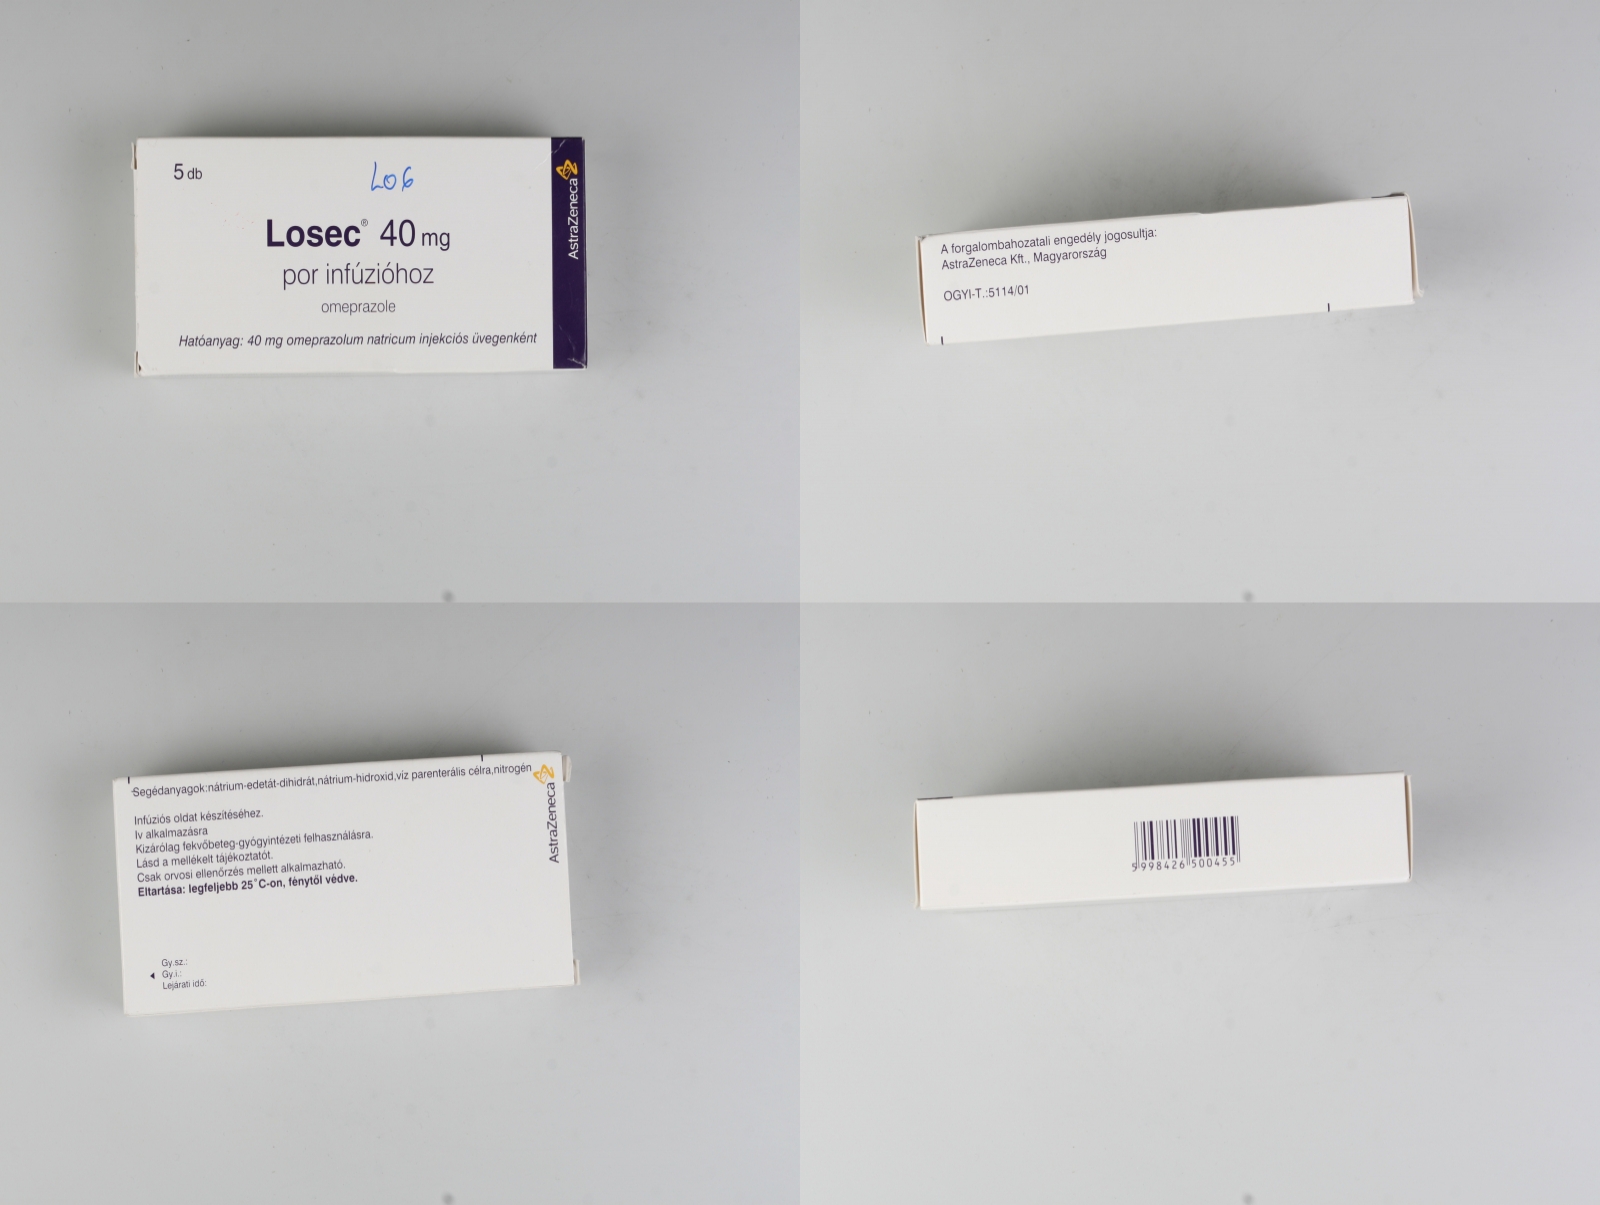 5 db
LO6
Losec® 40 mg
por infúzióhoz
omeprazole
Hatóanyag: 40 mg omeprazolum natricum injekciós üvegenként
AstraZeneca
A forgalombahozatali engedély jogosultja:
AstraZeneca Kft., Magyarország
OGYI-T.:5114/01
Segédanyagok:nátrium-edetát-dihidrát,nátrium-hidroxid,víz parenterális célra,nitrogén
Infúziós oldat készítéséhez.
Iv alkalmazásra
Kizárólag fekvőbeteg-gyógyintézeti felhasználásra.
Lásd a mellékelt tájékoztatót.
Csak orvosi ellenőrzés mellett alkalmazható.
Eltartása: legfeljebb 25˚C-on, fénytől védve.
AstraZeneca
Gy.sz.:
Gy.i.:
Lejárati idő:
5998426500455